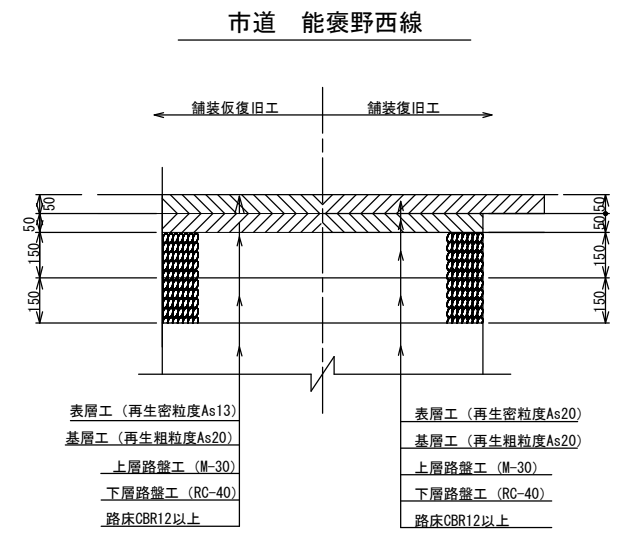 市道　能褒野西線
舗装仮復旧工
舗装復旧工
50
50
150
150
50
50
150
150
表層工（再生密粒度As13）
基層工（再生粗粒度As20）
上層路盤工（M-30）
下層路盤工（RC-40）
路床CBR12以上
表層工（再生密粒度As20）
基層工（再生粗粒度As20）
上層路盤工（M-30）
下層路盤工（RC-40）
路床CBR12以上